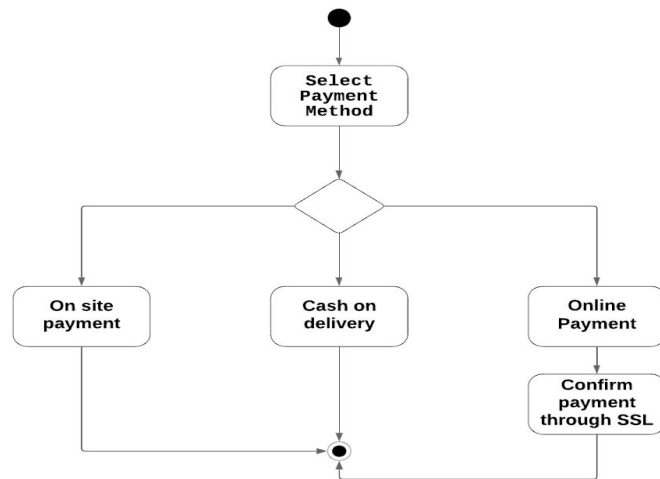 Select
Payment
Method
On site
payment
Cash on
delivery
Online
Payment
Confirm
payment
through SSL